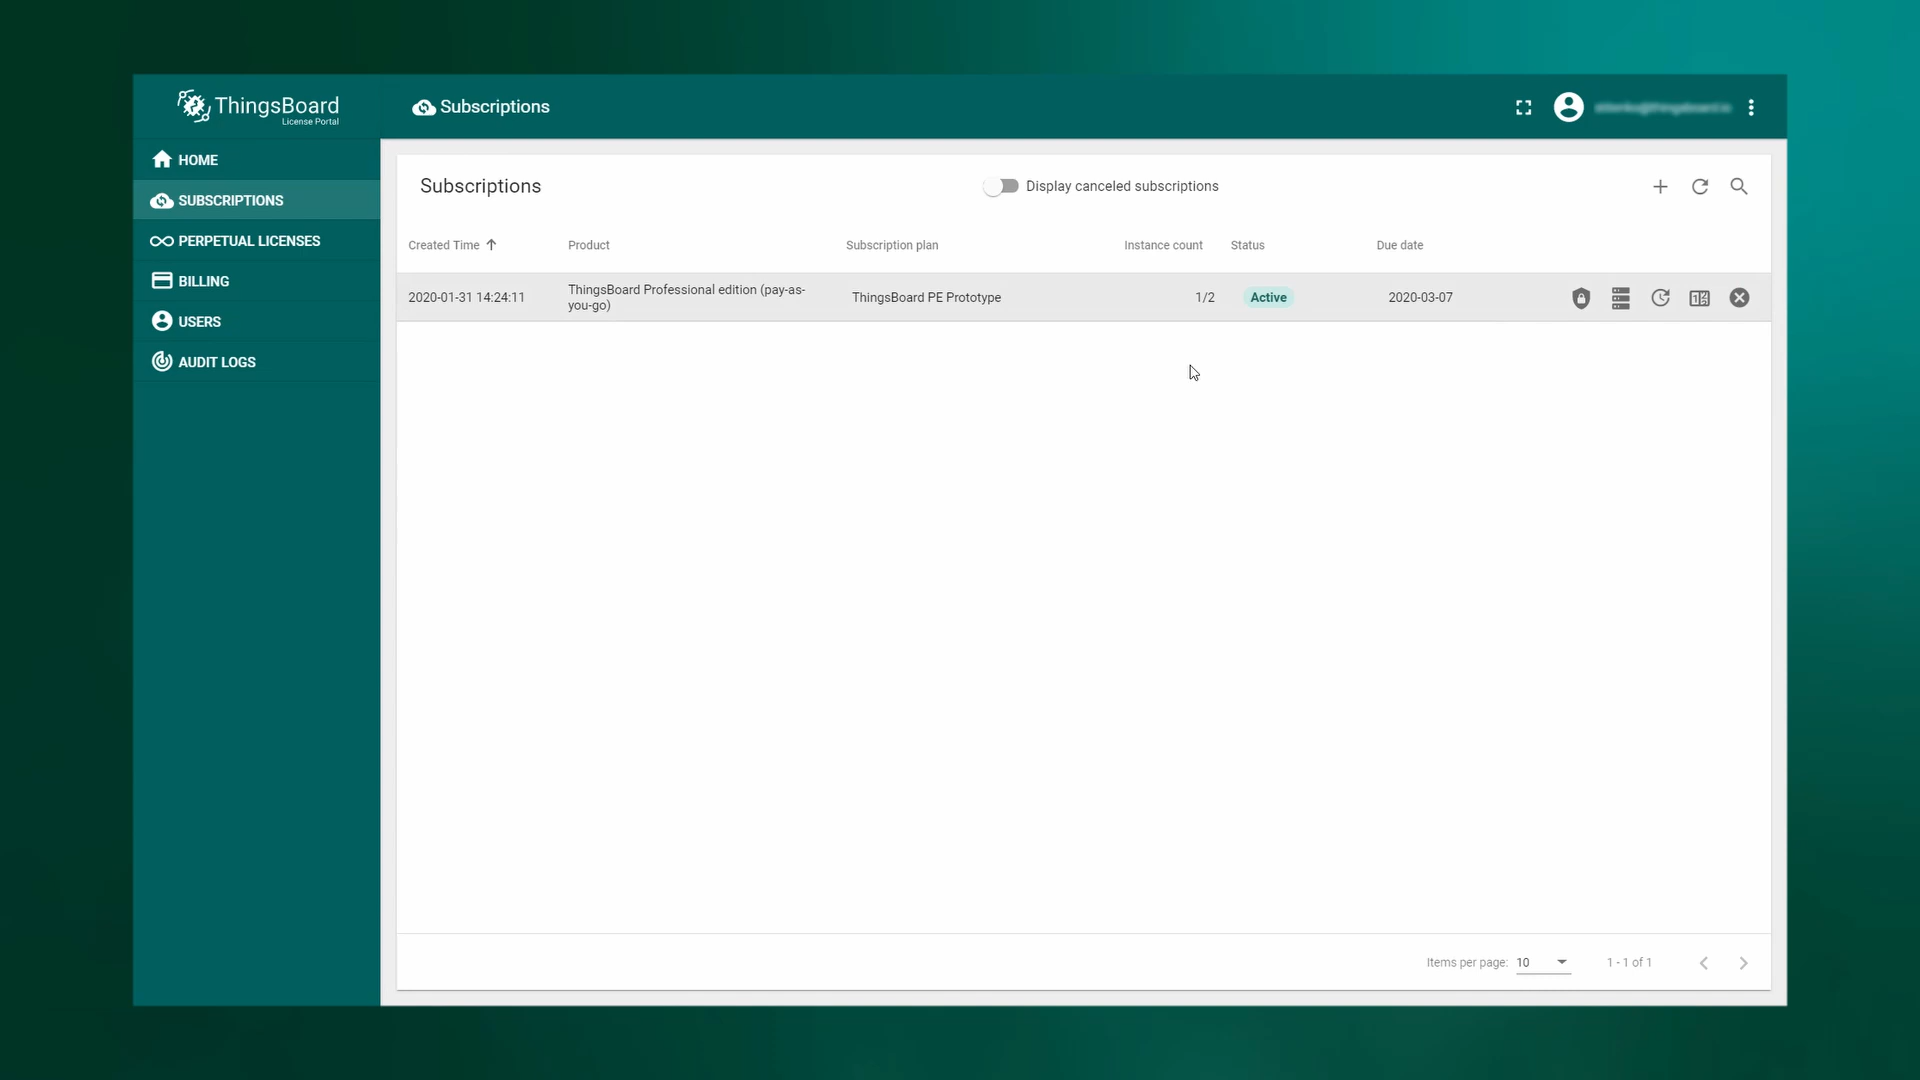 ThingsBoard
License Portal
Subscriptions
HOME
SUBSCRIPTIONS
PERPETUAL LICENSES
BILLING
USERS
AUDIT LOGS
Subscriptions
Display canceled subscriptions
Created Time Product Subscription plan Instance count Status Due date
2020-01-31 14:24:11 ThingsBoard Professional edition (pay-as-
you-go) ThingsBoard PE Prototype 1/2 Active 2020-03-07
Items per page: 10 1 - 1 of 1